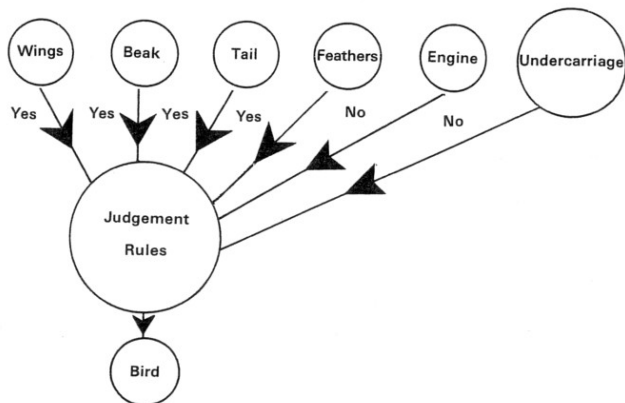 Wings
Beak
Tail
Feathers
Engine
Undercarriage
Yes
Yes
Yes
Yes
No
No
Judgement
Rules
Bird